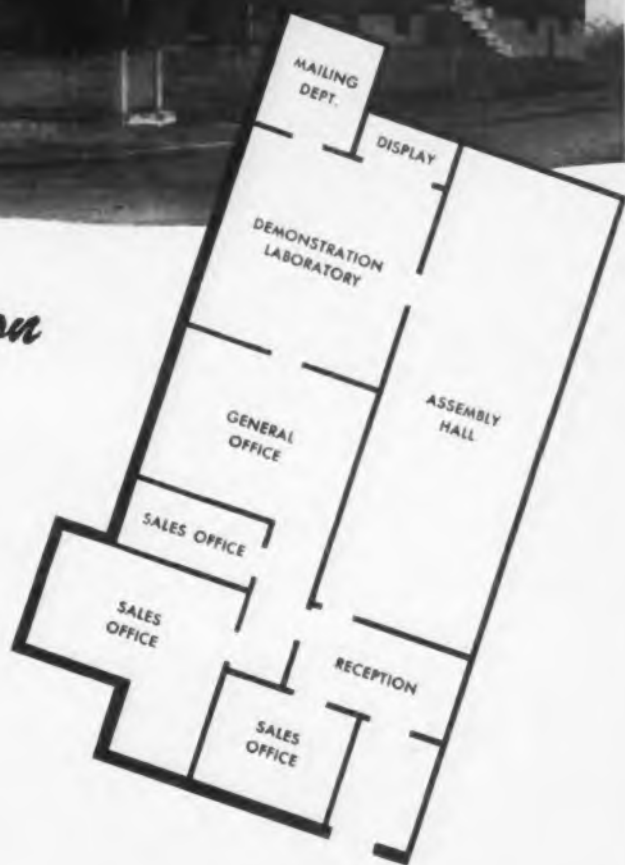 MAILING
DEPT.
DISPLAY
DEMONSTRATION
LABORATORY
GENERAL
OFFICE
ASSEMBLY
HALL
SALES OFFICE
SALES
OFFICE
RECEPTION
SALES
OFFICE